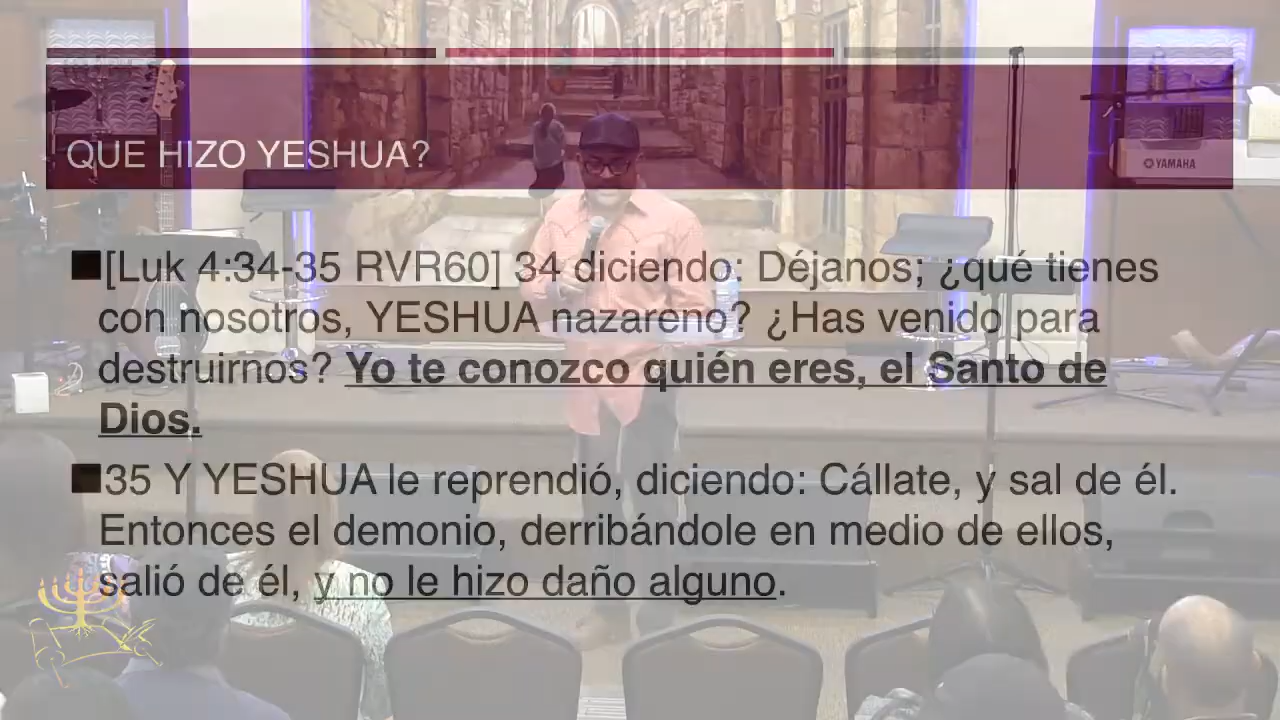 QUE HIZO YESHUA?
YAMAHA
■[Luk 4:34-35 RVR60] 34 diciendo: Déjanos; ¿qué tienes
con nosotros, YESHUA nazareno? ¿Has venido para
destruirnos? Yo te conozco quién eres, el Santo de
Dios.
■35 Y YESHUA le reprendió, diciendo: Cállate, y sal de él.
Entonces el demonio, derribándole en medio de ellos,
salió de él, y no le hizo daño alguno.